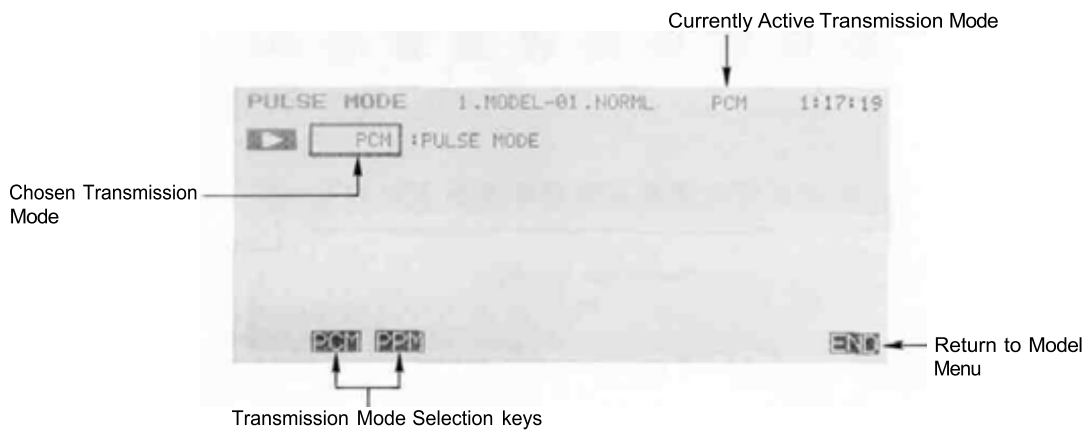 Currently Active Transmission Mode
PULSE MODE 1.MODEL-01.NORML PCM 1:17:19
PCM :PULSE MODE
Chosen Transmission
Mode
PCM PPM END
Return to Model
Menu
Transmission Mode Selection keys